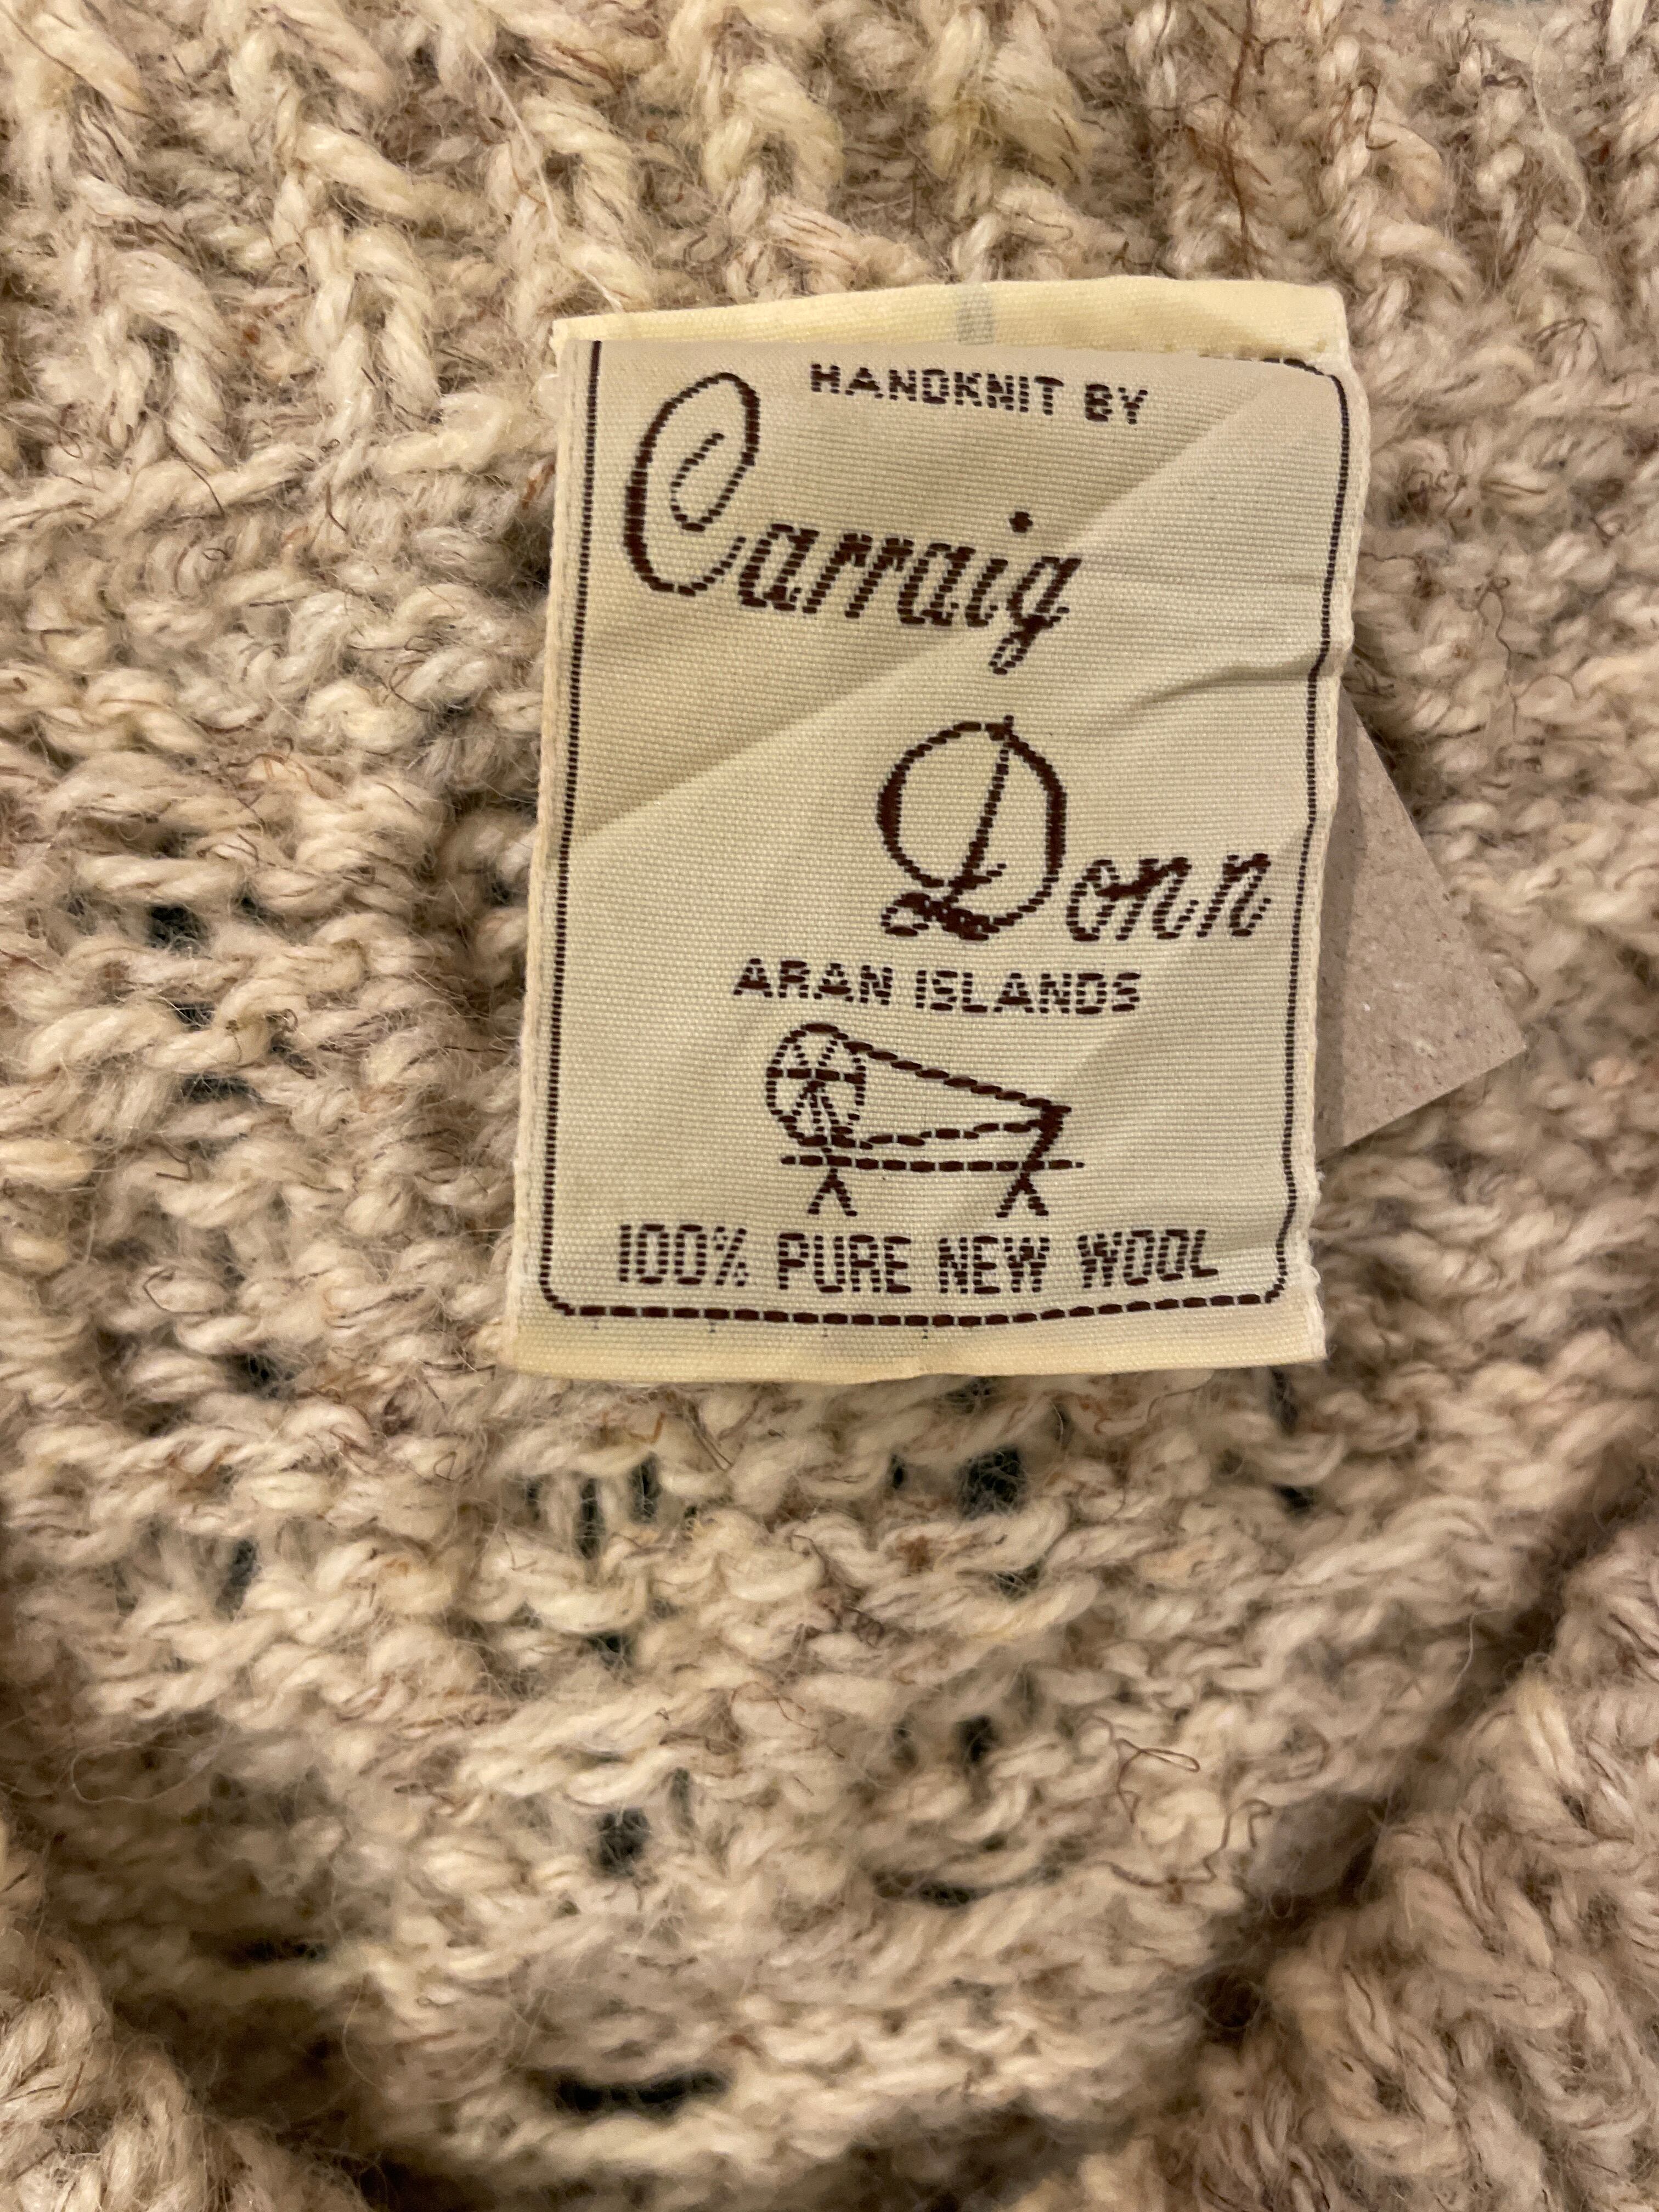 HANDKNIT BY
Carraig
Donn
ARAN ISLANDS
100% PURE NEW WOOL